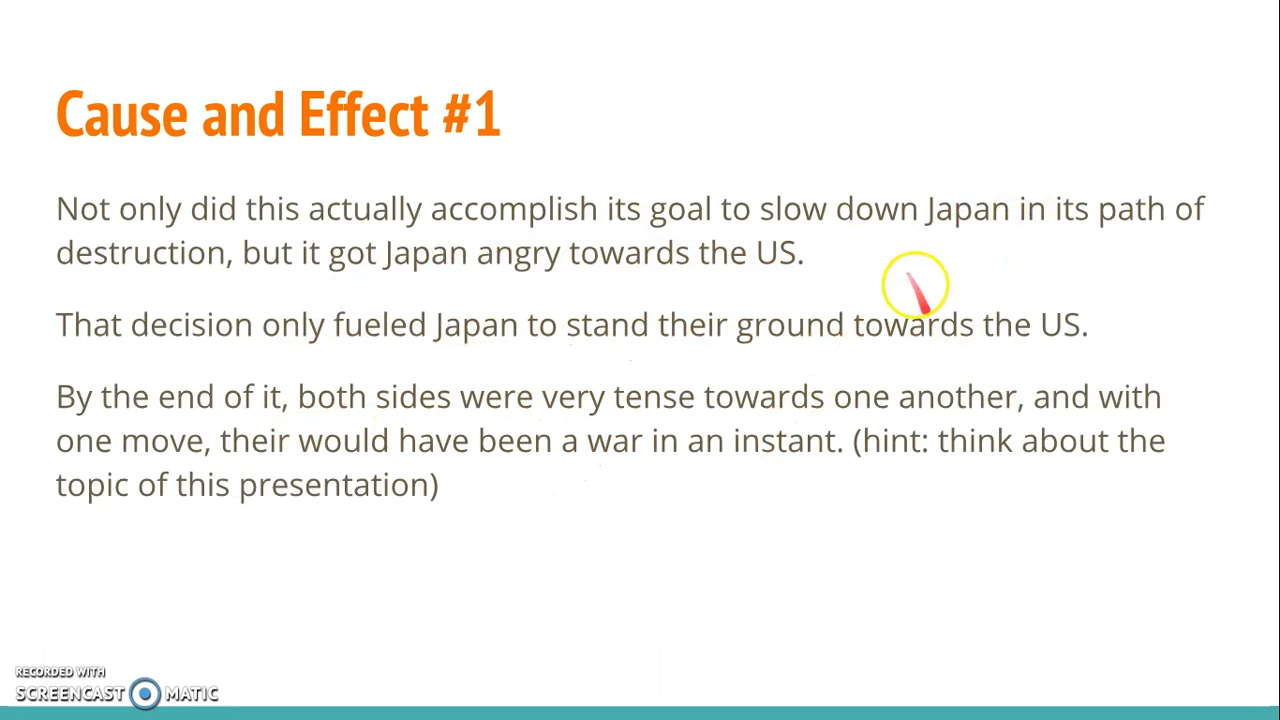 Cause and Effect #1
Not only did this actually accomplish its goal to slow down Japan in its path of
destruction, but it got Japan angry towards the US.
That decision only fueled Japan to stand their ground towards the US.
By the end of it, both sides were very tense towards one another, and with
one move, their would have been a war in an instant. (hint: think about the
topic of this presentation)
RECORDED WITH
SCREENCAST MATIC